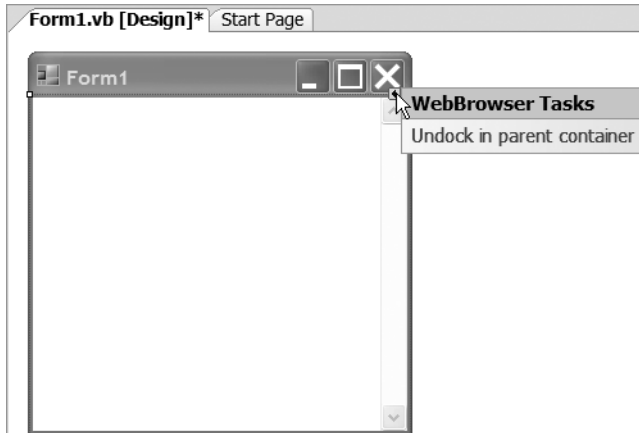 Form1.vb [Design]* Start Page
Form1
WebBrowser Tasks
Undock in parent container